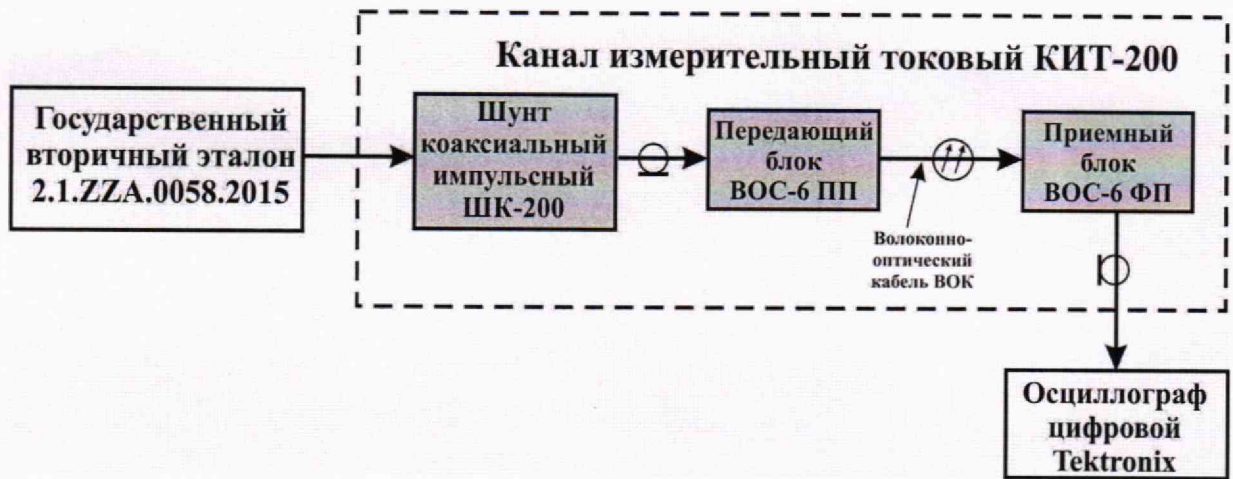 Канал измерительный токовый КИТ-200
Государственный
вторичный эталон
2.1.ZZA.0058.2015
Шунт
коаксиальный
импульсный
ШК-200
Передающий
блок
ВОС-6 ПП
Приемный
блок
ВОС-6 ФП
Волоконно-
оптический
кабель ВОК
Осциллограф
цифровой
Tektronix